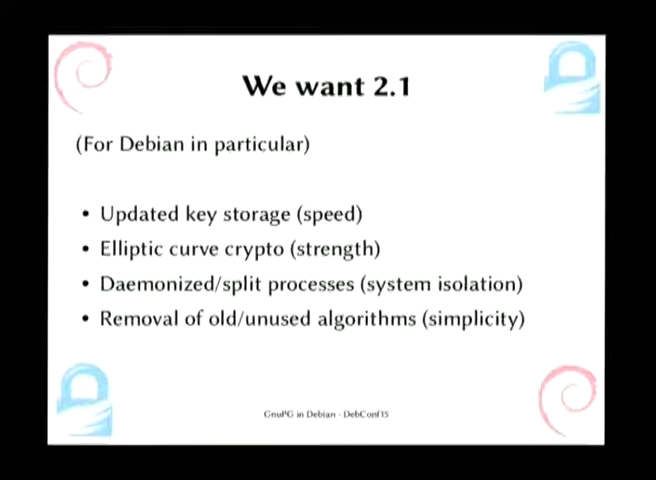 We want 2.1
(For Debian in particular)
• Updated key storage (speed)
• Elliptic curve crypto (strength)
• Daemonized/split processes (system isolation)
• Removal of old/unused algorithms (simplicity)
GnuPG in Debian - DebConf15